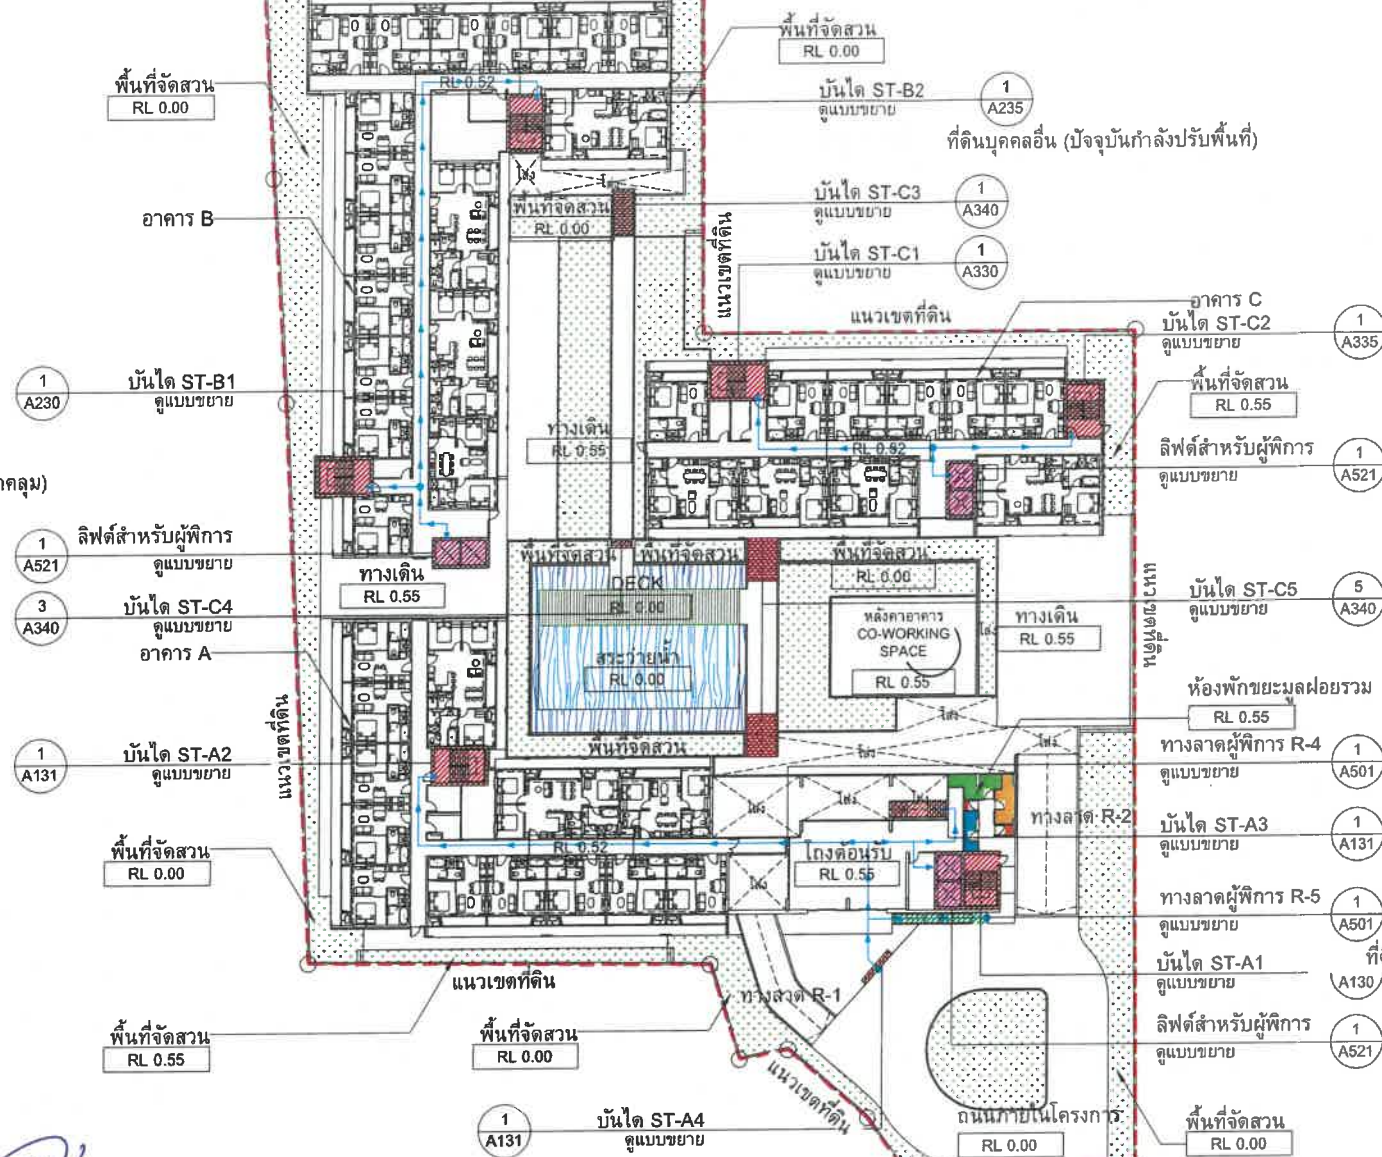 พื้นที่จัดสวน
RL 0.00
พื้นที่จัดสวน
RL 0.00
RL 0.52
บันได ST-B2
ดูแบบขยาย
1
A235
ที่ดินบุคคลอื่น (ปัจจุบันกำลังปรับพื้นที่)
โล่ง
อาคาร B
พื้นที่จัดสวน
RL 0.00
บันได ST-C3
ดูแบบขยาย
1
A340
บันได ST-C1
ดูแบบขยาย
1
A330
แนวเขตที่ดิน
แนวเขตที่ดิน
อาคาร C
บันได ST-C2
ดูแบบขยาย
1
A335
1
A230
บันได ST-B1
ดูแบบขยาย
พื้นที่จัดสวน
RL 0.55
ทางเดิน
RL 0.55
RL 0.52
ลิฟต์สำหรับผู้พิการ
ดูแบบขยาย
1
A521
คลุม)
1
A521
ลิฟต์สำหรับผู้พิการ
ดูแบบขยาย
ทางเดิน
RL 0.55
พื้นที่จัดสวน
พื้นที่จัดสวน
พื้นที่จัดสวน
RL 0.00
DECK
RL 0.00
แนวเขตที่ดิน
บันได ST-C5
ดูแบบขยาย
5
A340
3
A340
บันได ST-C4
ดูแบบขยาย
หลังคาอาคาร
CO-WORKING
SPACE
RL 0.55
โล่ง
ทางเดิน
RL 0.55
อาคาร A
สระว่ายน้ำ
RL 0.00
ห้องพักขยะมูลฝอยรวม
RL 0.55
แนวเขตที่ดิน
พื้นที่จัดสวน
โล่ง
โล่ง
โล่ง
1
A131
บันได ST-A2
ดูแบบขยาย
ทางลาดผู้พิการ R-4
ดูแบบขยาย
1
A501
โล่ง
โล่ง
โล่ง
ทางลาด R-2
บันได ST-A3
ดูแบบขยาย
1
A131
พื้นที่จัดสวน
RL 0.00
RL 0.52
โถงต้อนรับ
RL 0.55
โล่ง
ทางลาดผู้พิการ R-5
ดูแบบขยาย
1
A501
แนวเขตที่ดิน
ทางลาด R-1
บันได ST-A1
ดูแบบขยาย
A130
พื้นที่จัดสวน
RL 0.55
พื้นที่จัดสวน
RL 0.00
ลิฟต์สำหรับผู้พิการ
ดูแบบขยาย
1
A521
แนวเขตที่ดิน
1
A131
บันได ST-A4
ดูแบบขยาย
ถนนภายในโครงการ
RL 0.00
พื้นที่จัดสวน
RL 0.00